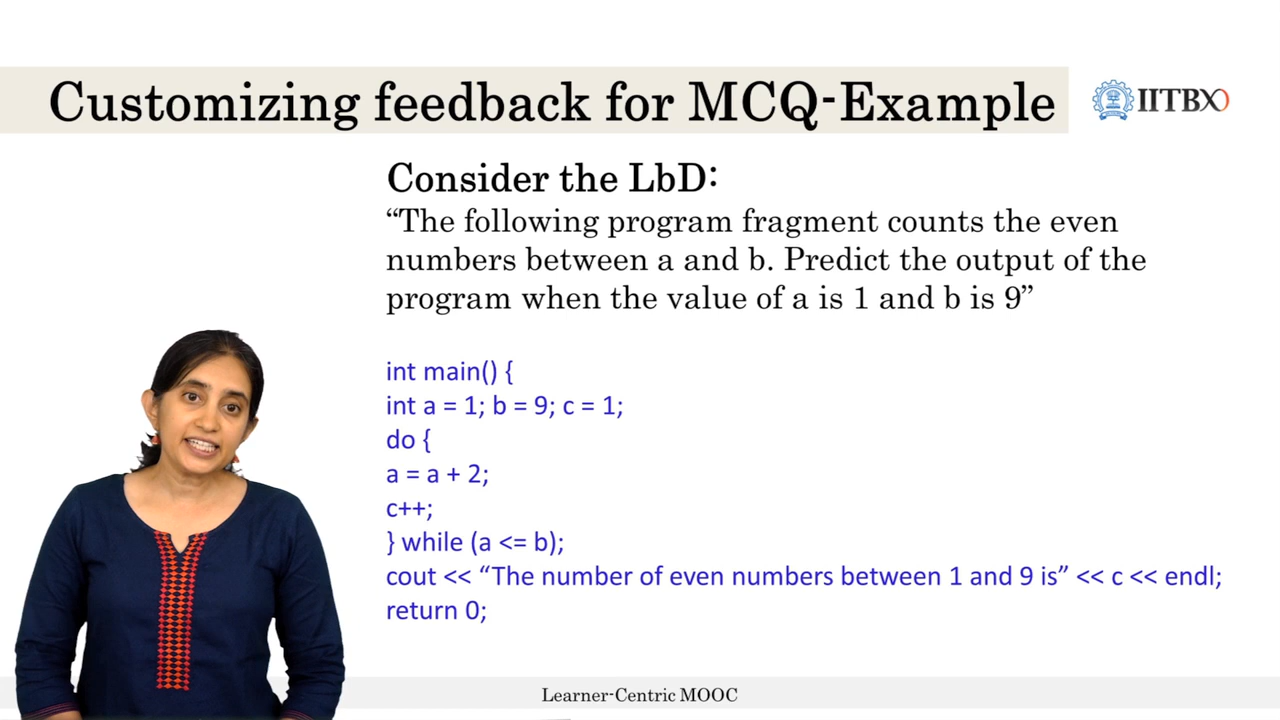 Customizing feedback for MCQ-Example
IITBX
Consider the LbD:
“The following program fragment counts the even
numbers between a and b. Predict the output of the
program when the value of a is 1 and b is 9”
int main() {
int a = 1; b = 9; c = 1;
do {
a = a + 2;
c++;
} while (a <= b);
cout << “The number of even numbers between 1 and 9 is” << c << endl;
return 0;
Learner-Centric MOOC